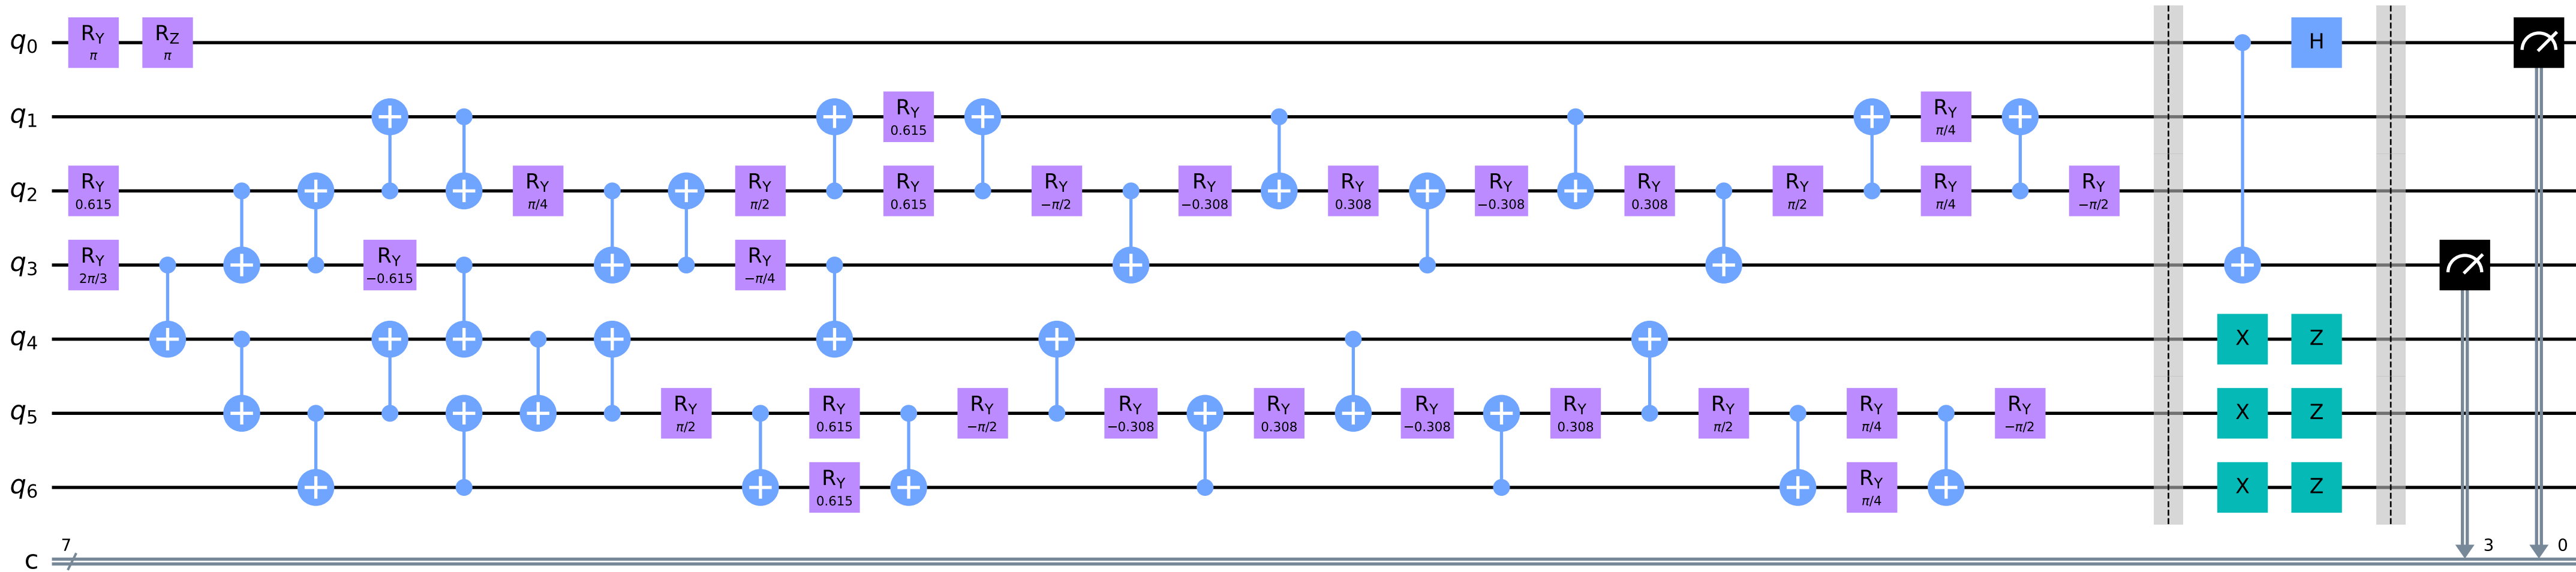 q0 RY π RZ π H
q1 RY 0.615 RY π/4
q2 RY 0.615 RY π/4 RY π/2 RY 0.615 RY −π/2 RY −0.308 RY 0.308 RY −0.308 RY 0.308 RY π/2 RY π/4 RY −π/2
q3 RY 2π/3 RY −0.615 RY −π/4
q4 X Z
q5 RY π/2 RY 0.615 RY −π/2 RY −0.308 RY 0.308 RY −0.308 RY 0.308 RY π/2 RY π/4 RY −π/2 X Z
q6 RY 0.615 RY π/4 X Z
c 7 3 0